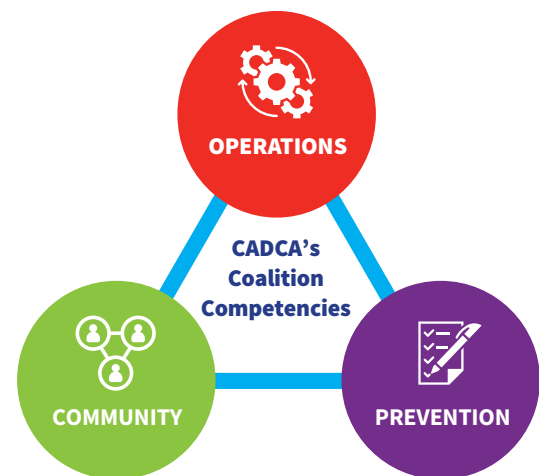 OPERATIONS
CADCA’s
Coalition
Competencies
COMMUNITY
PREVENTION